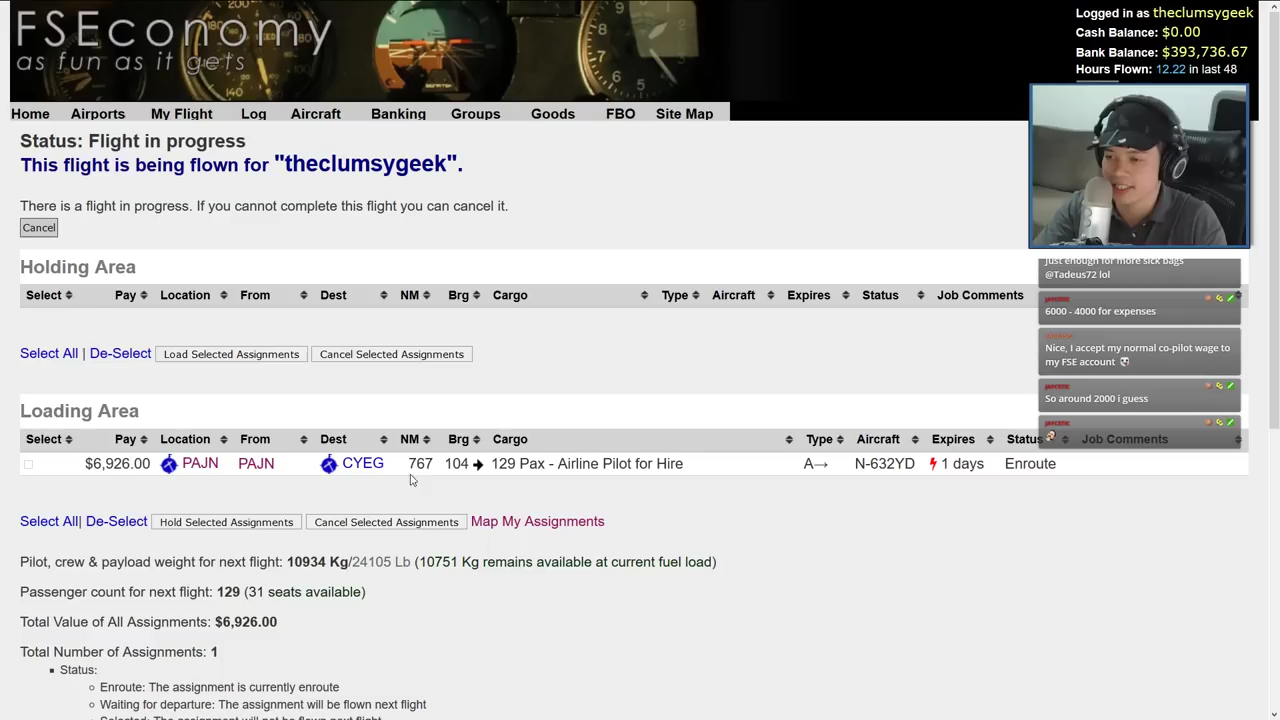 FSEconomy
as fun as it gets
Logged in as theclumsygeek
Cash Balance: $0.00
Bank Balance: $393,736.67
Hours Flown: 12.22 in last 48
Home Airports My Flight Log Aircraft Banking Groups Goods FBO Site Map
Status: Flight in progress
This flight is being flown for "theclumsygeek".
There is a flight in progress. If you cannot complete this flight you can cancel it.
Cancel
Holding Area
Select Pay Location From Dest NM Brg Cargo Type Aircraft Expires Status Job Comments
Select All | De-Select Load Selected Assignments Cancel Selected Assignments
Loading Area
Select Pay Location From Dest NM Brg Cargo Type Aircraft Expires Status Job Comments
$6,926.00 PAJN PAJN CYEG 767 104 129 Pax - Airline Pilot for Hire A→ N-632YD 1 days Enroute
Select All| De-Select Hold Selected Assignments Cancel Selected Assignments Map My Assignments
Pilot, crew & payload weight for next flight: 10934 Kg/24105 Lb (10751 Kg remains available at current fuel load)
Passenger count for next flight: 129 (31 seats available)
Total Value of All Assignments: $6,926.00
Total Number of Assignments: 1
Status:
Enroute: The assignment is currently enroute
Waiting for departure: The assignment will be flown next flight
Selected: The assignment will not be flown next flight
just enough for more sick bags
@Tadeus72 lol
6000 - 4000 for expenses
Nice, I accept my normal co-pilot wage to
my FSE account
So around 2000 i guess